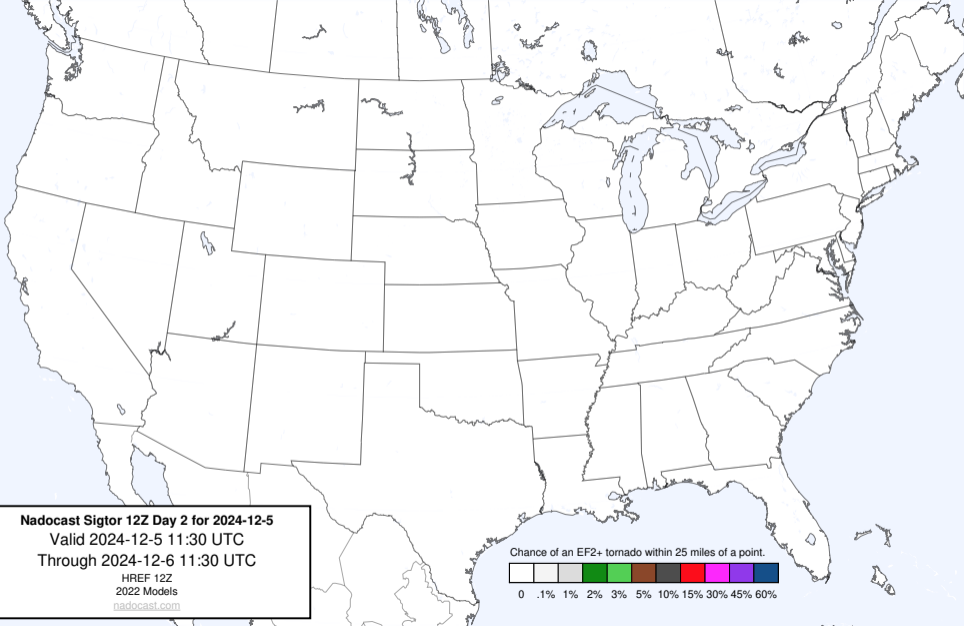 Nadocast Sigtor 12Z Day 2 for 2024-12-5
Valid 2024-12-5 11:30 UTC
Through 2024-12-6 11:30 UTC
HREF 12Z
2022 Models
nadocast.com
Chance of an EF2+ tornado within 25 miles of a point.
0 .1% 1% 2% 3% 5% 10% 15% 30% 45% 60%